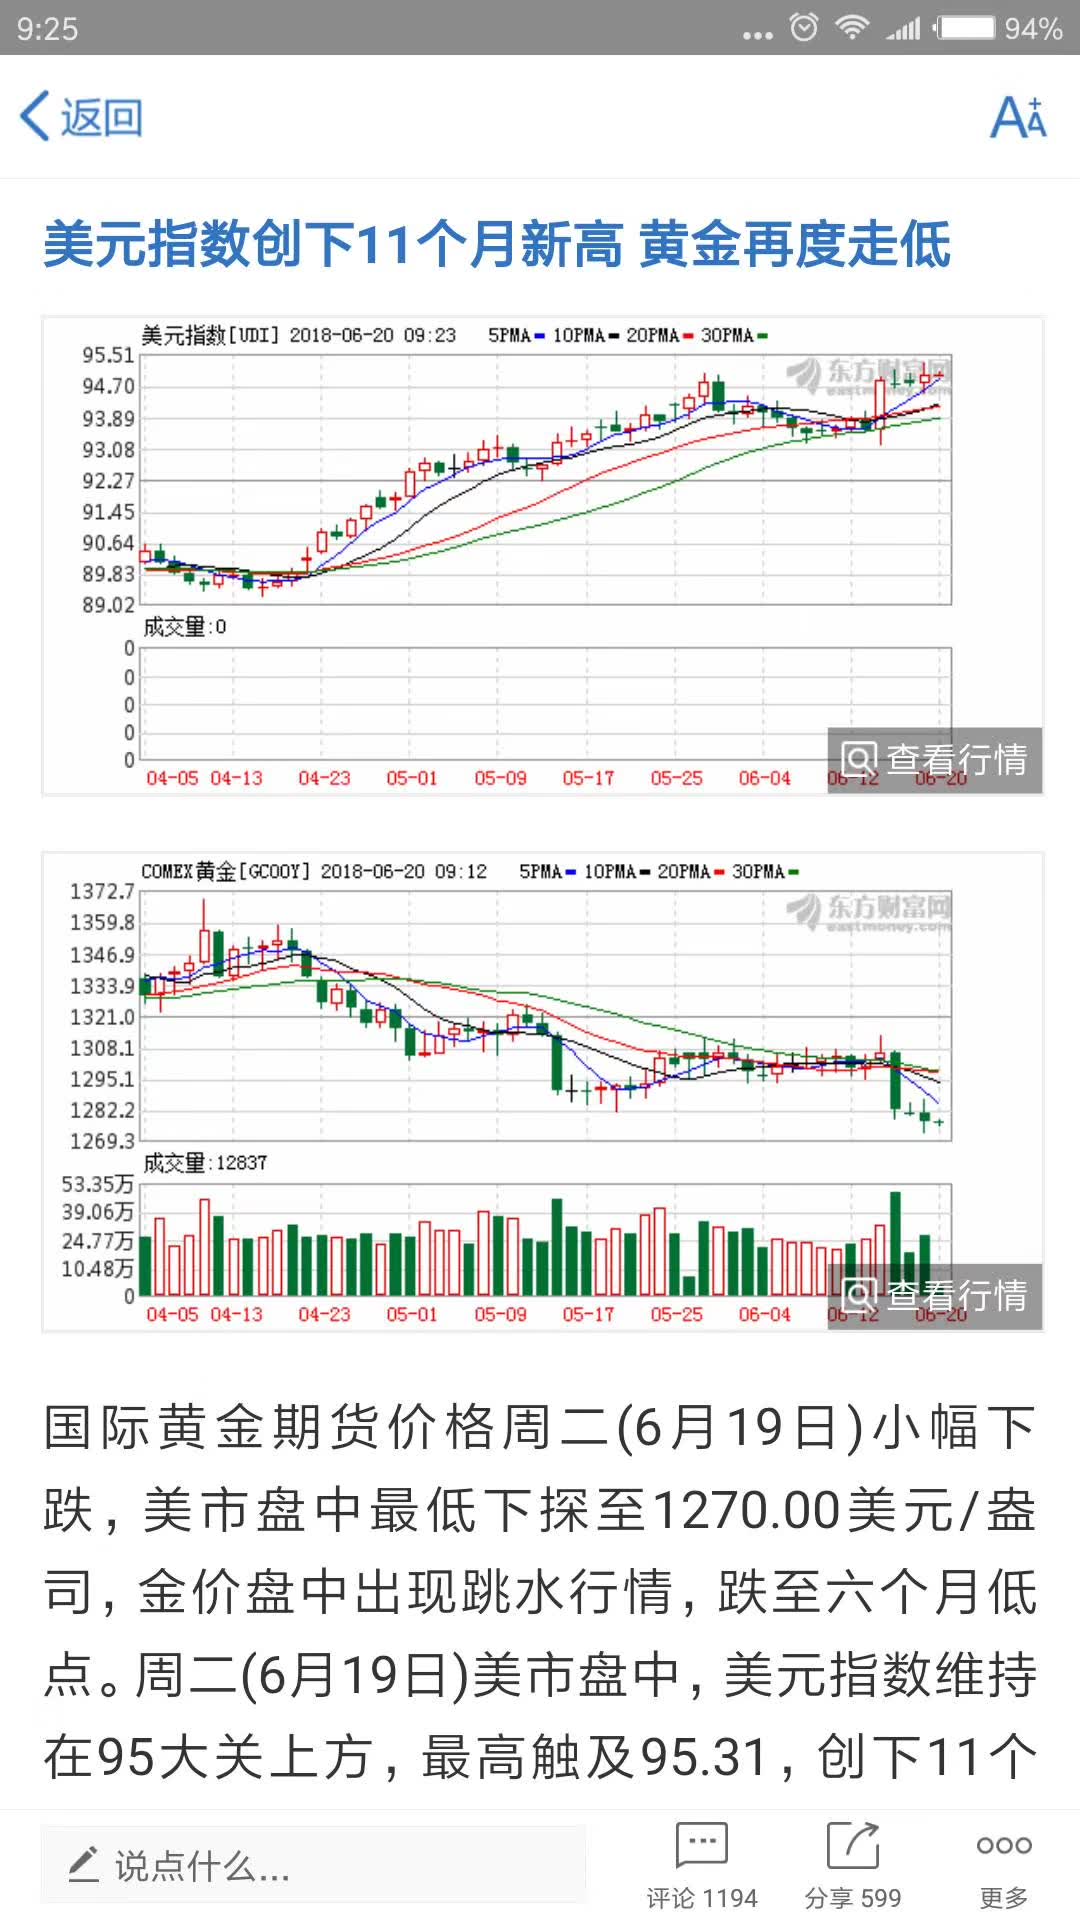 9:25
94%
返回
美元指数创下11个月新高 黄金再度走低
美元指数[UDI] 2018-06-20 09:23 5PMA 10PMA 20PMA 30PMA
东方财富网
eastmoney.com
95.51
94.70
93.89
93.08
92.27
91.45
90.64
89.83
89.02
成交量:0
0
0
0
0
0
查看行情
04-05 04-13 04-23 05-01 05-09 05-17 05-25 06-04 06-12 06-20
COMEX黄金[GC00Y] 2018-06-20 09:12 5PMA 10PMA 20PMA 30PMA
东方财富网
eastmoney.com
1372.7
1359.8
1346.9
1333.9
1321.0
1308.1
1295.1
1282.2
1269.3
成交量:12837
53.35万
39.06万
24.77万
10.48万
0
查看行情
04-05 04-13 04-23 05-01 05-09 05-17 05-25 06-04 06-12 06-20
国际黄金期货价格周二(6月19日)小幅下
跌，美市盘中最低下探至1270.00美元/盎
司，金价盘中出现跳水行情，跌至六个月低
点。周二(6月19日)美市盘中，美元指数维持
在95大关上方，最高触及95.31，创下11个
说点什么...
评论 1194
分享 599
更多